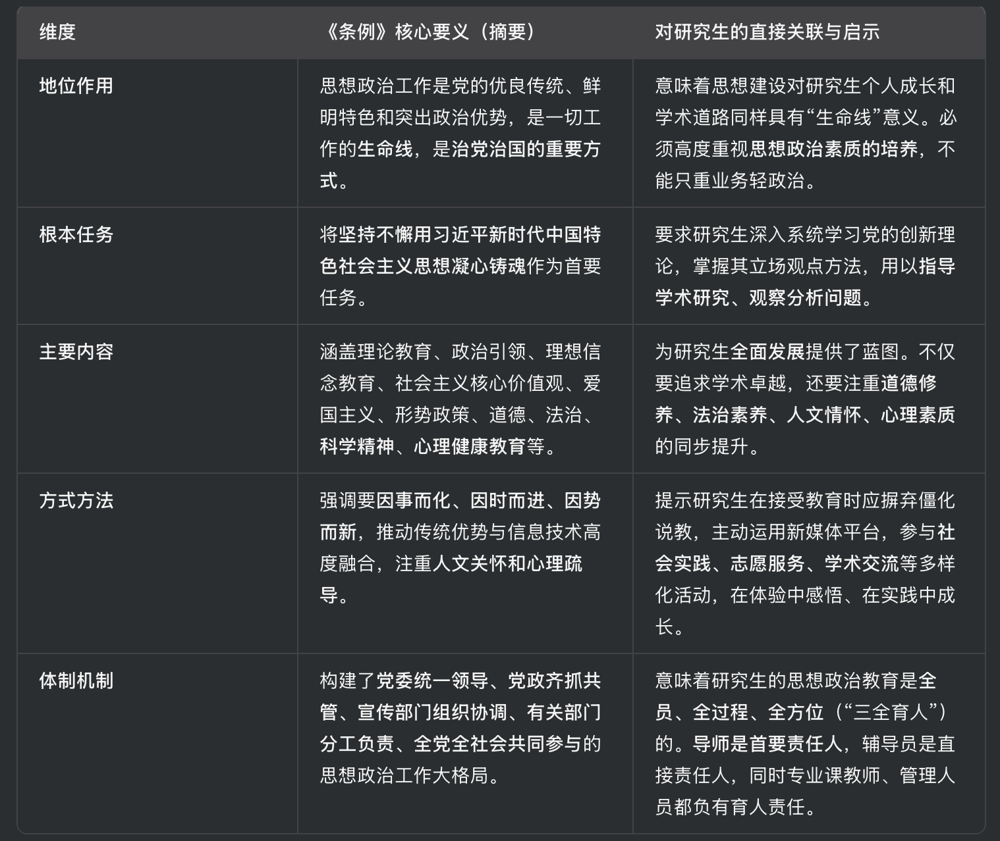 维度
《条例》核心要义（摘要）
对研究生的直接关联与启示
地位作用
思想政治工作是党的优良传统、鲜
明特色和突出政治优势，是一切工
作的生命线，是治党治国的重要方
式。
意味着思想建设对研究生个人成长和
学术道路同样具有“生命线”意义。必
须高度重视思想政治素质的培养，不
能只重业务轻政治。
根本任务
将坚持不懈用习近平新时代中国特
色社会主义思想凝心铸魂作为首要
任务。
要求研究生深入系统学习党的创新理
论，掌握其立场观点方法，用以指导
学术研究、观察分析问题。
主要内容
涵盖理论教育、政治引领、理想信
念教育、社会主义核心价值观、爱
国主义、形势政策、道德、法治、
科学精神、心理健康教育等。
为研究生全面发展提供了蓝图。不仅
要追求学术卓越，还要注重道德修
养、法治素养、人文情怀、心理素质
的同步提升。
方式方法
强调要因事而化、因时而进、因势
而新，推动传统优势与信息技术高
度融合，注重人文关怀和心理疏
导。
提示研究生在接受教育时应摒弃僵化
说教，主动运用新媒体平台，参与社
会实践、志愿服务、学术交流等多样
化活动，在体验中感悟、在实践中成
长。
体制机制
构建了党委统一领导、党政齐抓共
管、宣传部门组织协调、有关部门
分工负责、全党全社会共同参与的
思想政治工作大格局。
意味着研究生的思想政治教育是全
员、全过程、全方位（“三全育人”）
的。导师是首要责任人，辅导员是直
接责任人，同时专业课教师、管理人
员都负有育人责任。